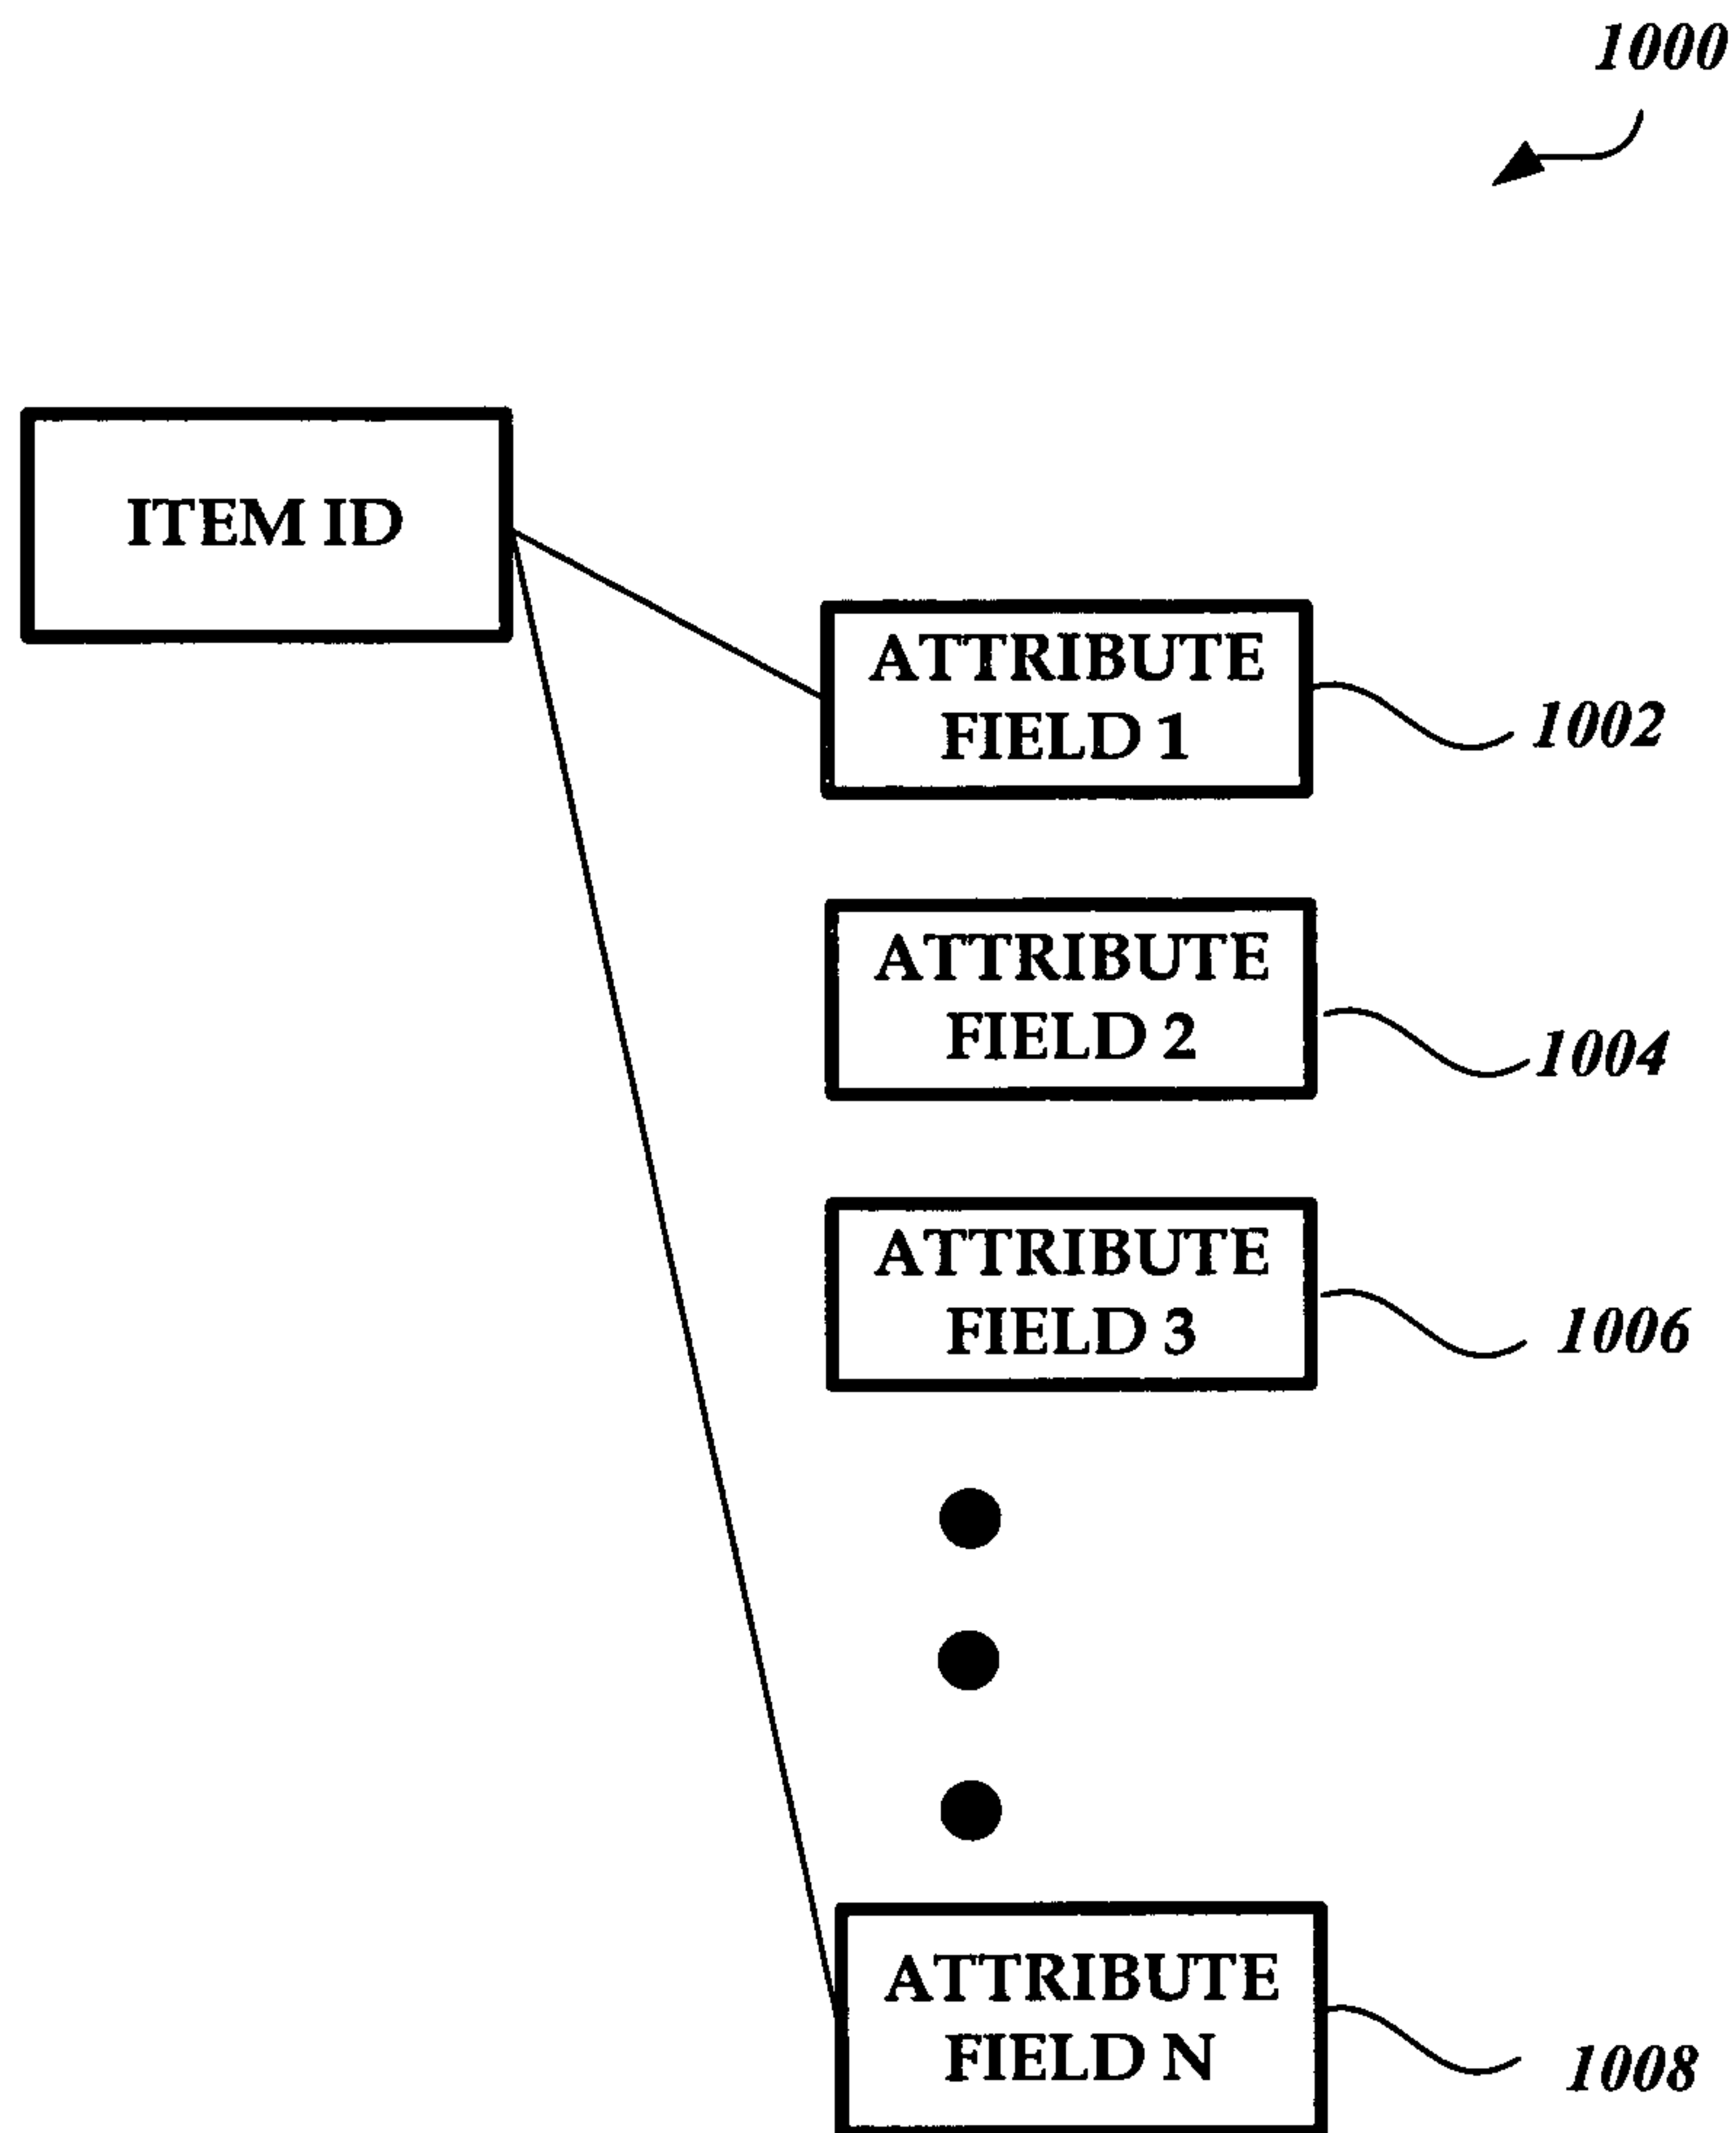 1000
ITEM ID
ATTRIBUTE
FIELD 1
1002
ATTRIBUTE
FIELD 2
1004
ATTRIBUTE
FIELD 3
1006
ATTRIBUTE
FIELD N
1008